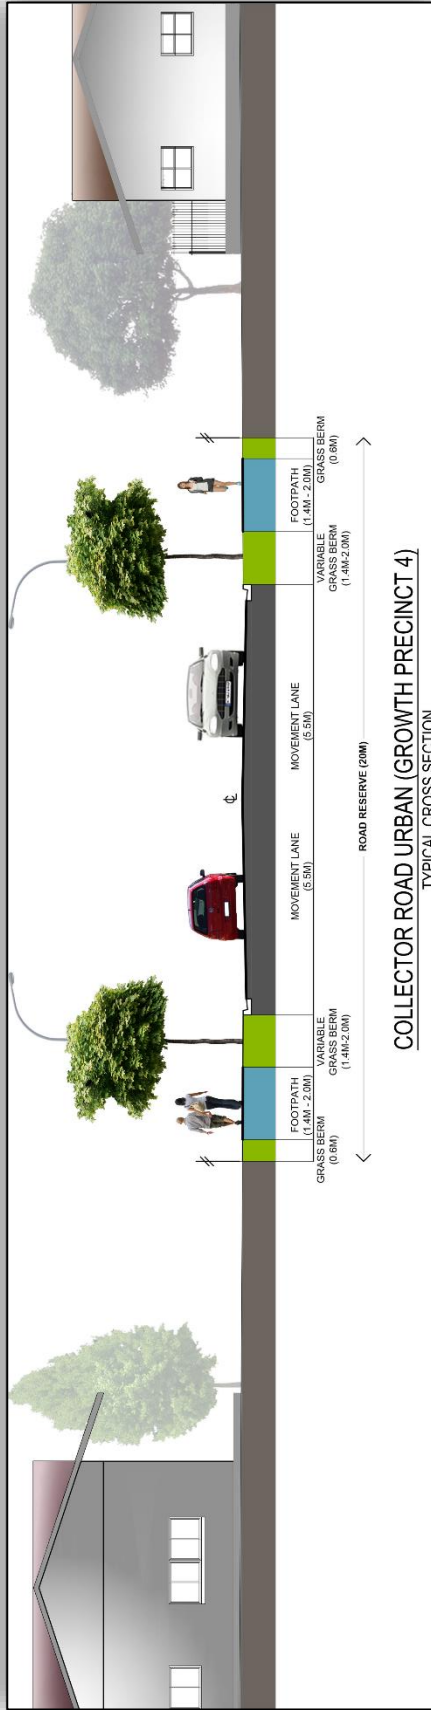 GRASS BERM
(0.6M)
FOOTPATH
(1.4M - 2.0M)
VARIABLE
GRASS BERM
(1.4M-2.0M)
MOVEMENT LANE
(5.5M)
℄
MOVEMENT LANE
(5.5M)
VARIABLE
GRASS BERM
(1.4M-2.0M)
FOOTPATH
(1.4M - 2.0M)
GRASS BERM
(0.6M)
ROAD RESERVE (20M)
COLLECTOR ROAD URBAN (GROWTH PRECINCT 4)
TYPICAL CROSS SECTION